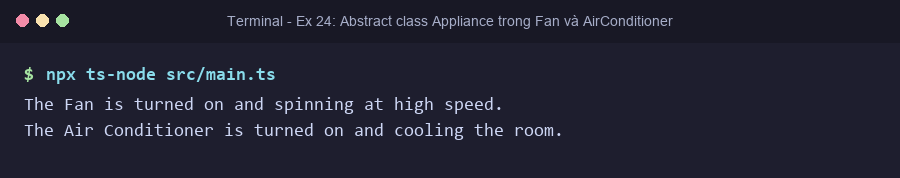 Terminal - Ex 24: Abstract class Appliance trong Fan và AirConditioner
$ npx ts-node src/main.ts
The Fan is turned on and spinning at high speed.
The Air Conditioner is turned on and cooling the room.